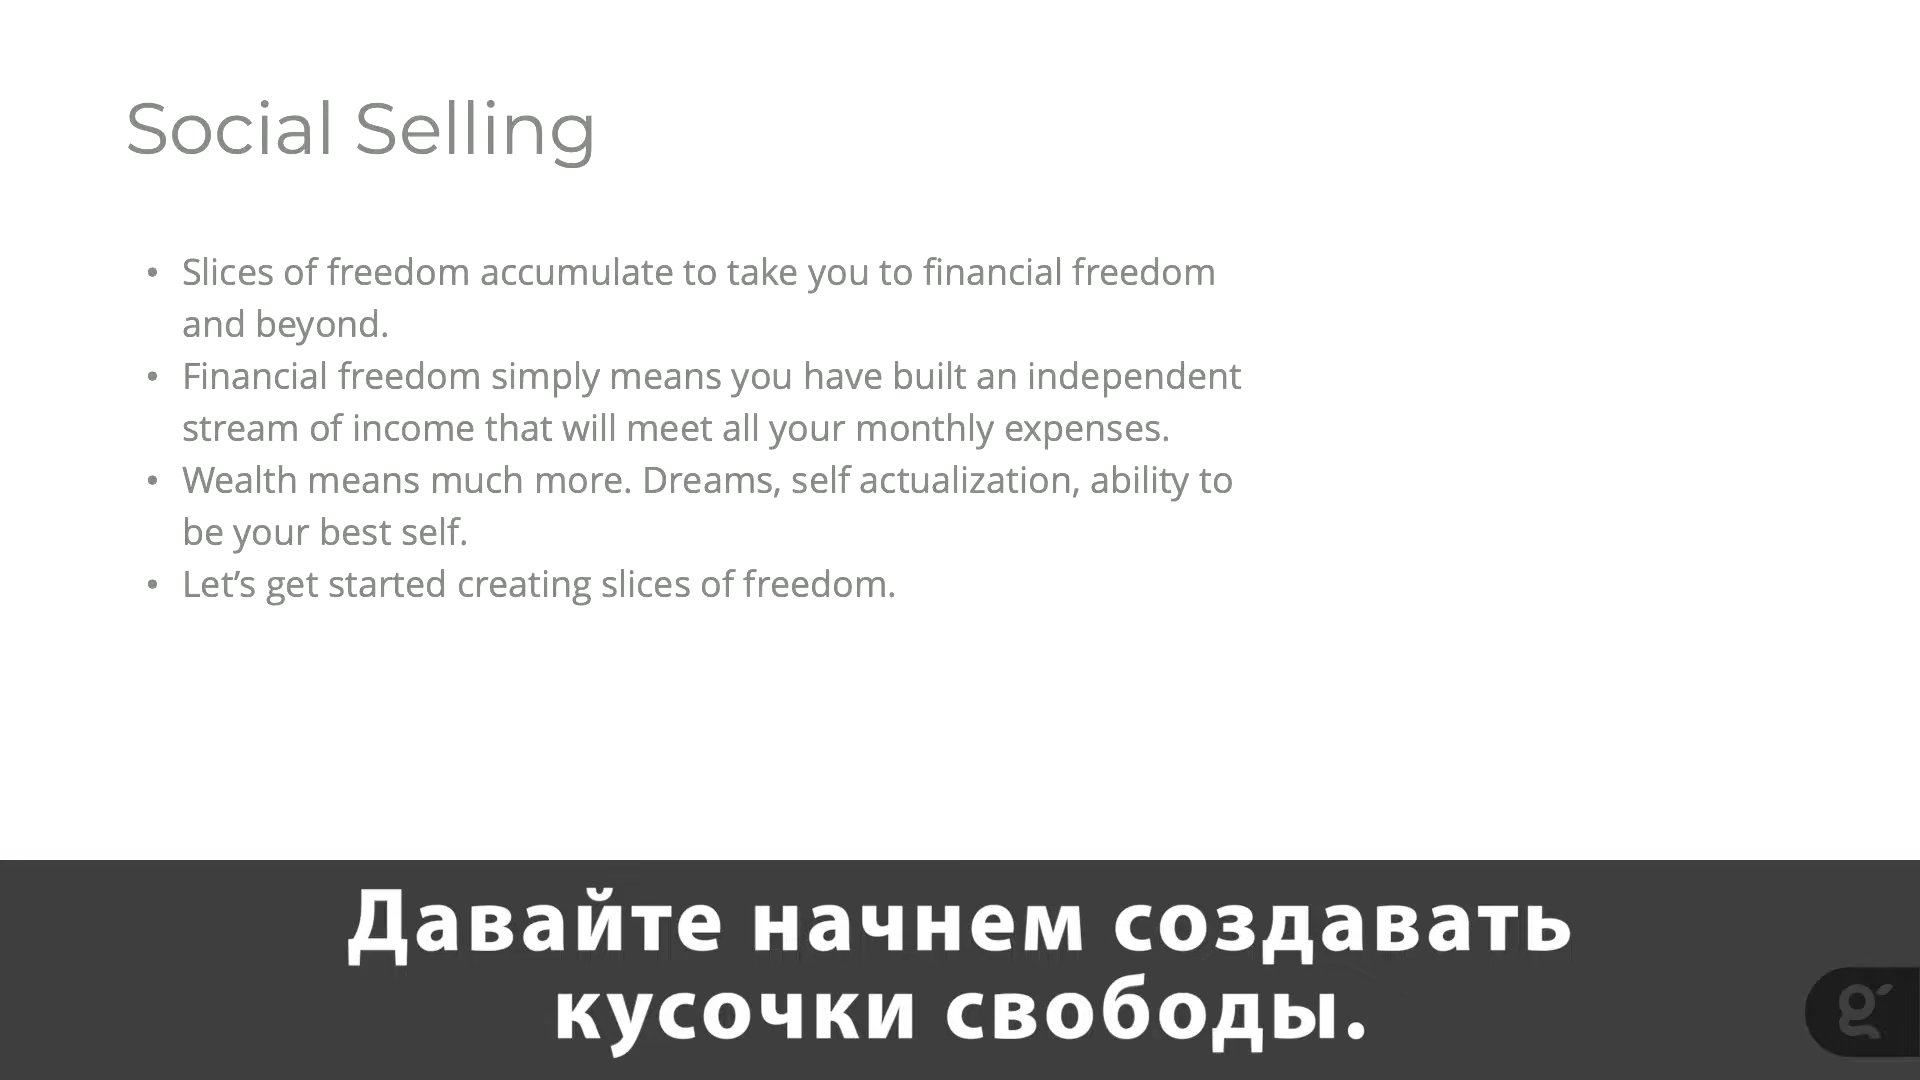 Social Selling
• Slices of freedom accumulate to take you to financial freedom
and beyond.
• Financial freedom simply means you have built an independent
stream of income that will meet all your monthly expenses.
• Wealth means much more. Dreams, self actualization, ability to
be your best self.
• Let’s get started creating slices of freedom.
Давайте начнем создавать
кусочки свободы.
g